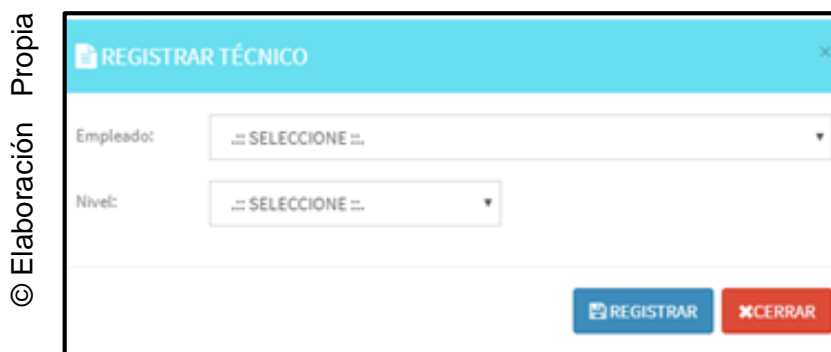 © Elaboración Propia
REGISTRAR TÉCNICO
×
Empleado:
.:: SELECCIONE ::.
Nivel:
.:: SELECCIONE ::.
REGISTRAR
✖CERRAR